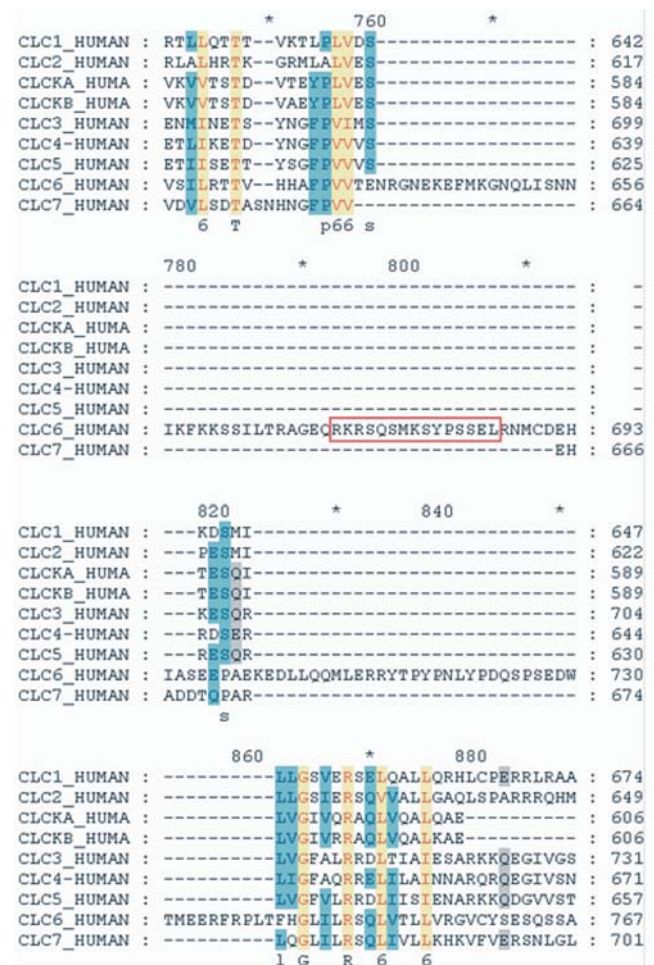 * 760 *
CLC1_HUMAN : RTLLQTTT--VKTLPLVDS------------------ : 642
CLC2_HUMAN : RLALHRTK--GRMLALVES------------------ : 617
CLCKA_HUMA : VKVVTSTD--VTEYPLVES------------------ : 584
CLCKB_HUMA : VKVVTSTD--VAEYPLVES------------------ : 584
CLC3_HUMAN : ENMINETS--YNGFPVIMS------------------ : 699
CLC4-HUMAN : ETLIKETD--YNGFPVVVS------------------ : 639
CLC5_HUMAN : ETIISETT--YSGFPVVVS------------------ : 625
CLC6_HUMAN : VSILRTTV--HHAFPVVTENRGNEKEFMKGNQLISNN : 656
CLC7_HUMAN : VDVLSDTASNHNGFPVV-------------------- : 664
6 T p66 s
780 * 800 *
CLC1_HUMAN : ------------------------------------- : -
CLC2_HUMAN : ------------------------------------- : -
CLCKA_HUMA : ------------------------------------- : -
CLCKB_HUMA : ------------------------------------- : -
CLC3_HUMAN : ------------------------------------- : -
CLC4-HUMAN : ------------------------------------- : -
CLC5_HUMAN : ------------------------------------- : -
CLC6_HUMAN : IKFKKSSILTRAGEQRKRSQSMKSYPSSELRNMCDEH : 693
CLC7_HUMAN : -----------------------------------EH : 666
820 * 840 *
CLC1_HUMAN : ---KDSMI----------------------------- : 647
CLC2_HUMAN : ---PESMI----------------------------- : 622
CLCKA_HUMA : ---TESQI----------------------------- : 589
CLCKB_HUMA : ---TESQI----------------------------- : 589
CLC3_HUMAN : ---KESQR----------------------------- : 704
CLC4-HUMAN : ---RDSER----------------------------- : 644
CLC5_HUMAN : ---RESQR----------------------------- : 630
CLC6_HUMAN : IASEEPAEKEDLLQQMLERRYTPYPNLYPDQSPSEDW : 730
CLC7_HUMAN : ADDTQPAR----------------------------- : 674
s
860 * 880
CLC1_HUMAN : ----------LLGSVERSELQALLQRHLCPERRLRAA : 674
CLC2_HUMAN : ----------LLGSIERSQVVALLGAQLSPARRRQHM : 649
CLCKA_HUMA : ----------LVGIVQRAQLVQALQAE---------- : 606
CLCKB_HUMA : ----------LVGIVRRAQLVQALKAE---------- : 606
CLC3_HUMAN : ----------LVGFALRRDLTIAIESARKKQEGIVGS : 731
CLC4-HUMAN : ----------LIGFAQRRELILAINNARQRQEGIVSN : 671
CLC5_HUMAN : ----------LVGFVLRRDLIISIENARKKQDGVVST : 657
CLC6_HUMAN : TMEERFRPLTFHGLILRSQLVTLLVRGVCYSESQSSA : 767
CLC7_HUMAN : ----------LQGLILRSQLIVLLKHKVFVERSNLGL : 701
l G R 6 6